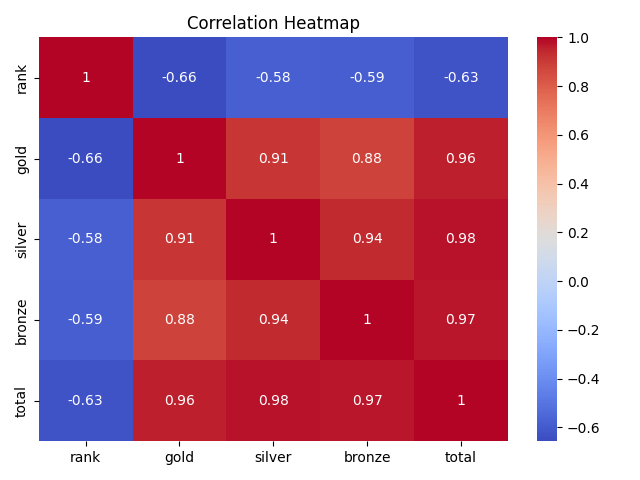 Correlation Heatmap
rank 1 -0.66 -0.58 -0.59 -0.63
gold -0.66 1 0.91 0.88 0.96
silver -0.58 0.91 1 0.94 0.98
bronze -0.59 0.88 0.94 1 0.97
total -0.63 0.96 0.98 0.97 1
rank gold silver bronze total
1.0
0.8
0.6
0.4
0.2
0.0
−0.2
−0.4
−0.6